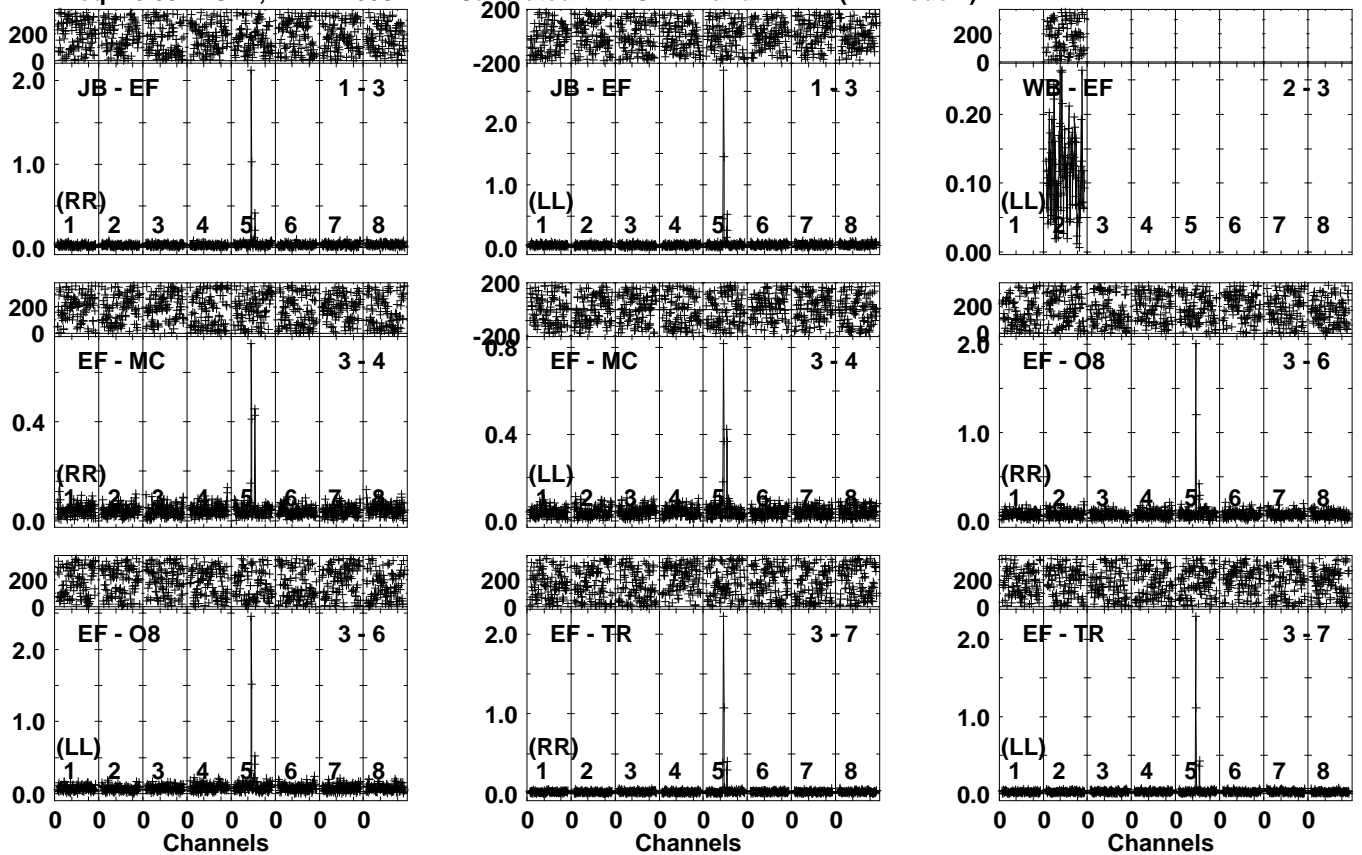 200
0
2.0
JB - EF 1 - 3
1.0
(RR)
1 2 3 4 5 6 7 8
0.0
200
-200
JB - EF 1 - 3
2.0
1.0
(LL)
1 2 3 4 5 6 7 8
0.0
200
0
WB - EF 2 - 3
0.20
0.10
(LL)
1 2 3 4 5 6 7 8
0.00
200
0
EF - MC 3 - 4
0.4
(RR)
1 2 3 4 5 6 7 8
0.0
200
-200
0.8
EF - MC 3 - 4
0.4
(LL)
1 2 3 4 5 6 7 8
0.0
200
0
2.0
EF - O8 3 - 6
1.0
(RR)
1 2 3 4 5 6 7 8
0.0
200
0
EF - O8 3 - 6
2.0
1.0
(LL)
1 2 3 4 5 6 7 8
0.0
0 0 0 0 0 0 0 0
Channels
200
0
EF - TR 3 - 7
2.0
1.0
(RR)
1 2 3 4 5 6 7 8
0.0
0 0 0 0 0 0 0 0
Channels
200
0
EF - TR 3 - 7
2.0
1.0
(LL)
1 2 3 4 5 6 7 8
0.0
0 0 0 0 0 0 0 0
Channels